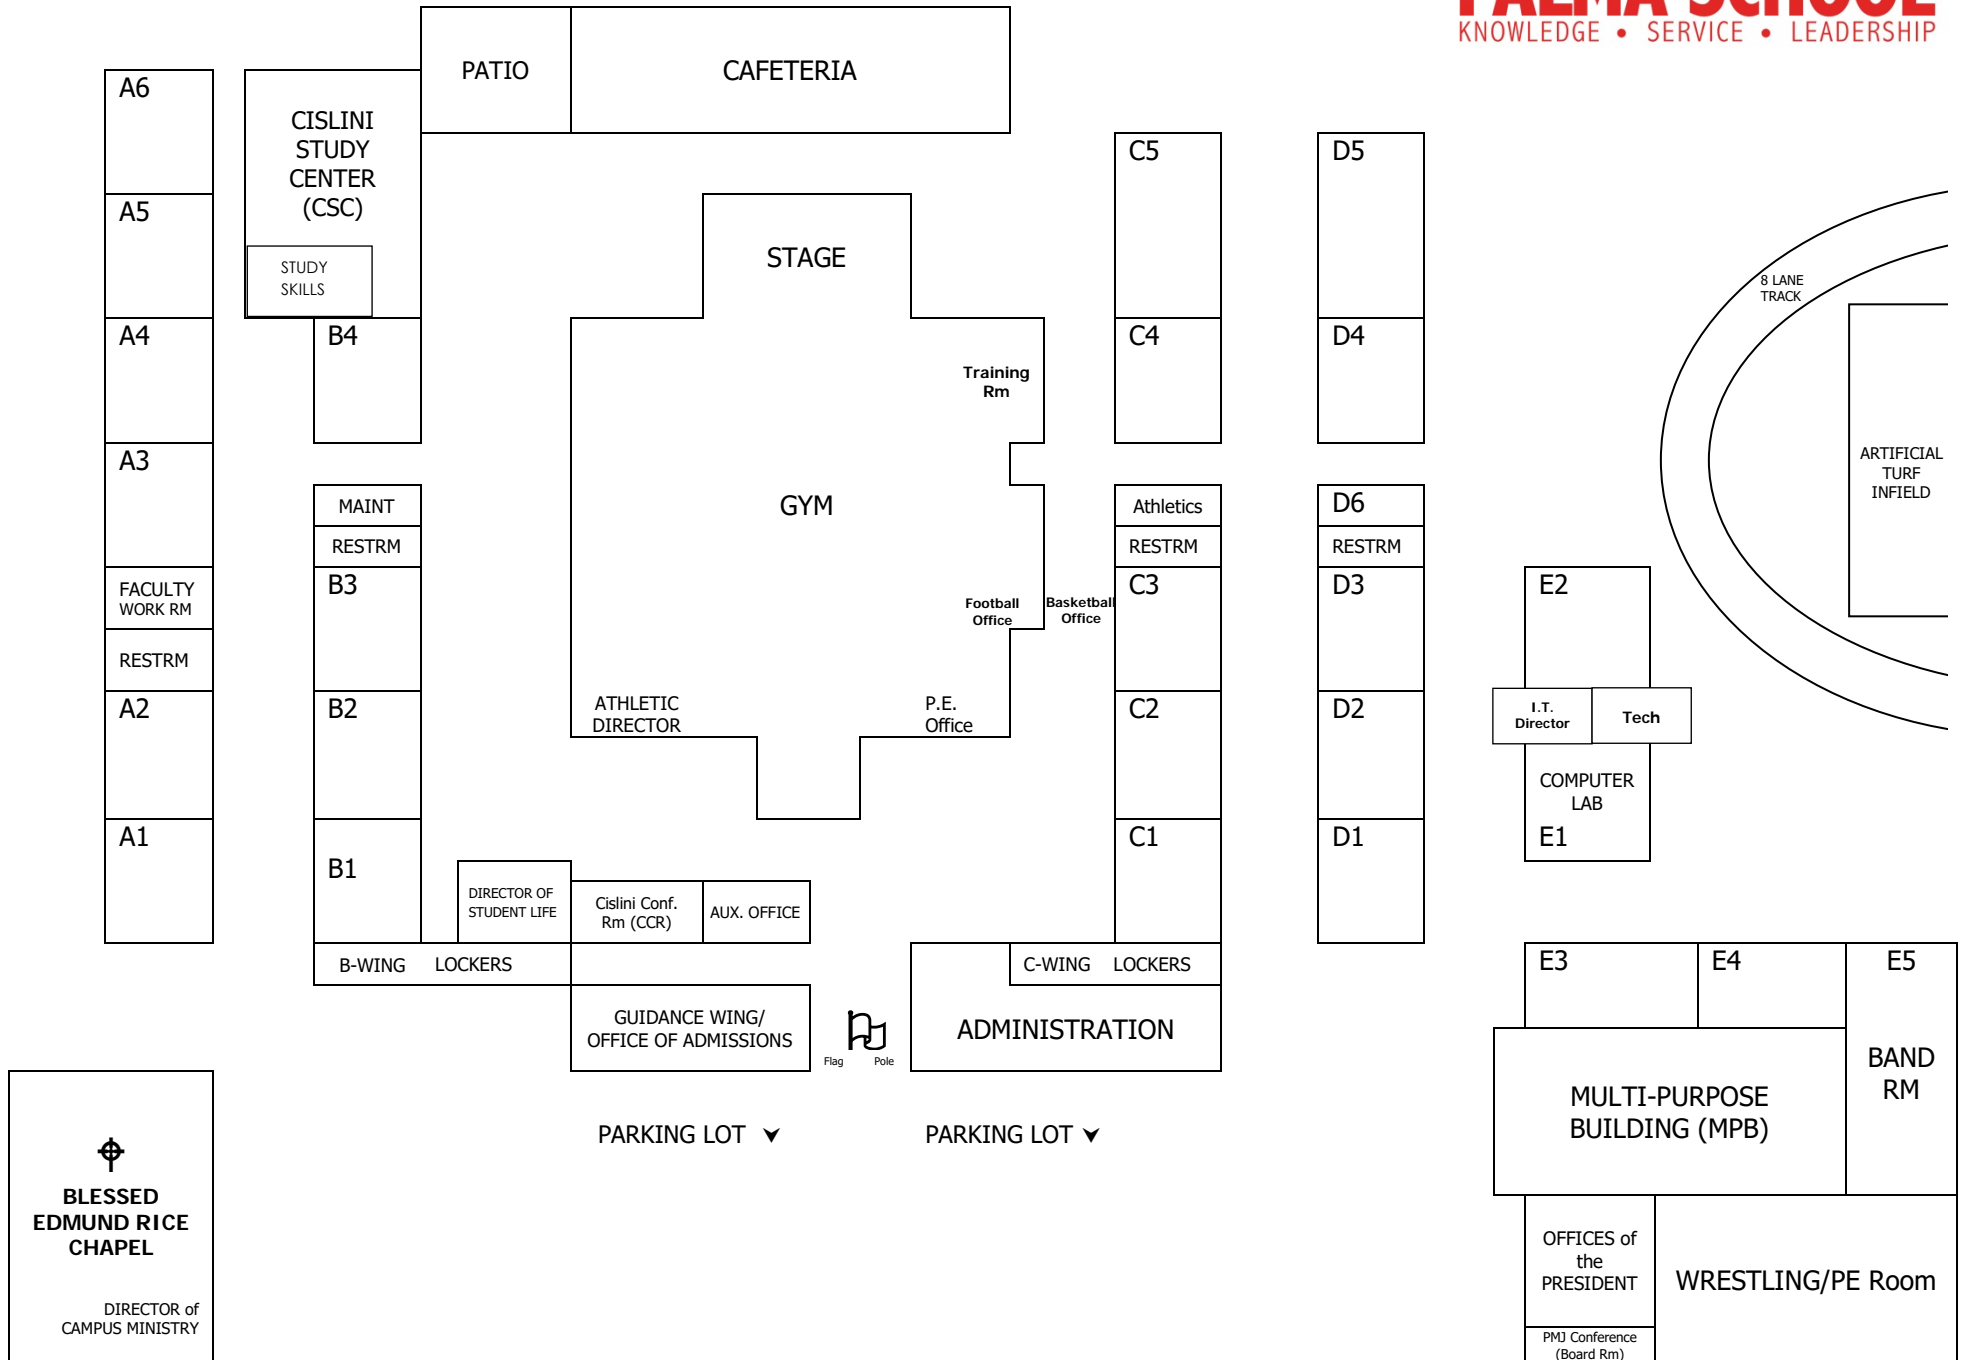 PALMA SCHOOL
KNOWLEDGE • SERVICE • LEADERSHIP
PATIO
CAFETERIA
A6
CISLINI
STUDY
CENTER
(CSC)
C5
D5
A5
STAGE
STUDY
SKILLS
8 LANE
TRACK
A4
B4
C4
D4
Training
Rm
A3
ARTIFICIAL
TURF
INFIELD
MAINT
GYM
Athletics
D6
RESTRM
RESTRM
RESTRM
FACULTY
WORK RM
B3
Football
Office
Basketball
Office
C3
D3
E2
RESTRM
A2
B2
ATHLETIC
DIRECTOR
P.E.
Office
C2
D2
I.T.
Director
Tech
COMPUTER
LAB
E1
A1
B1
C1
D1
DIRECTOR OF
STUDENT LIFE
Cislini Conf.
Rm (CCR)
AUX. OFFICE
B-WING LOCKERS
C-WING LOCKERS
E3
E4
E5
GUIDANCE WING/
OFFICE OF ADMISSIONS
Flag Pole
ADMINISTRATION
BAND
RM
MULTI-PURPOSE
BUILDING (MPB)
PARKING LOT
PARKING LOT
BLESSED
EDMUND RICE
CHAPEL
DIRECTOR of
CAMPUS MINISTRY
OFFICES of
the
PRESIDENT
WRESTLING/PE Room
PMJ Conference
(Board Rm)